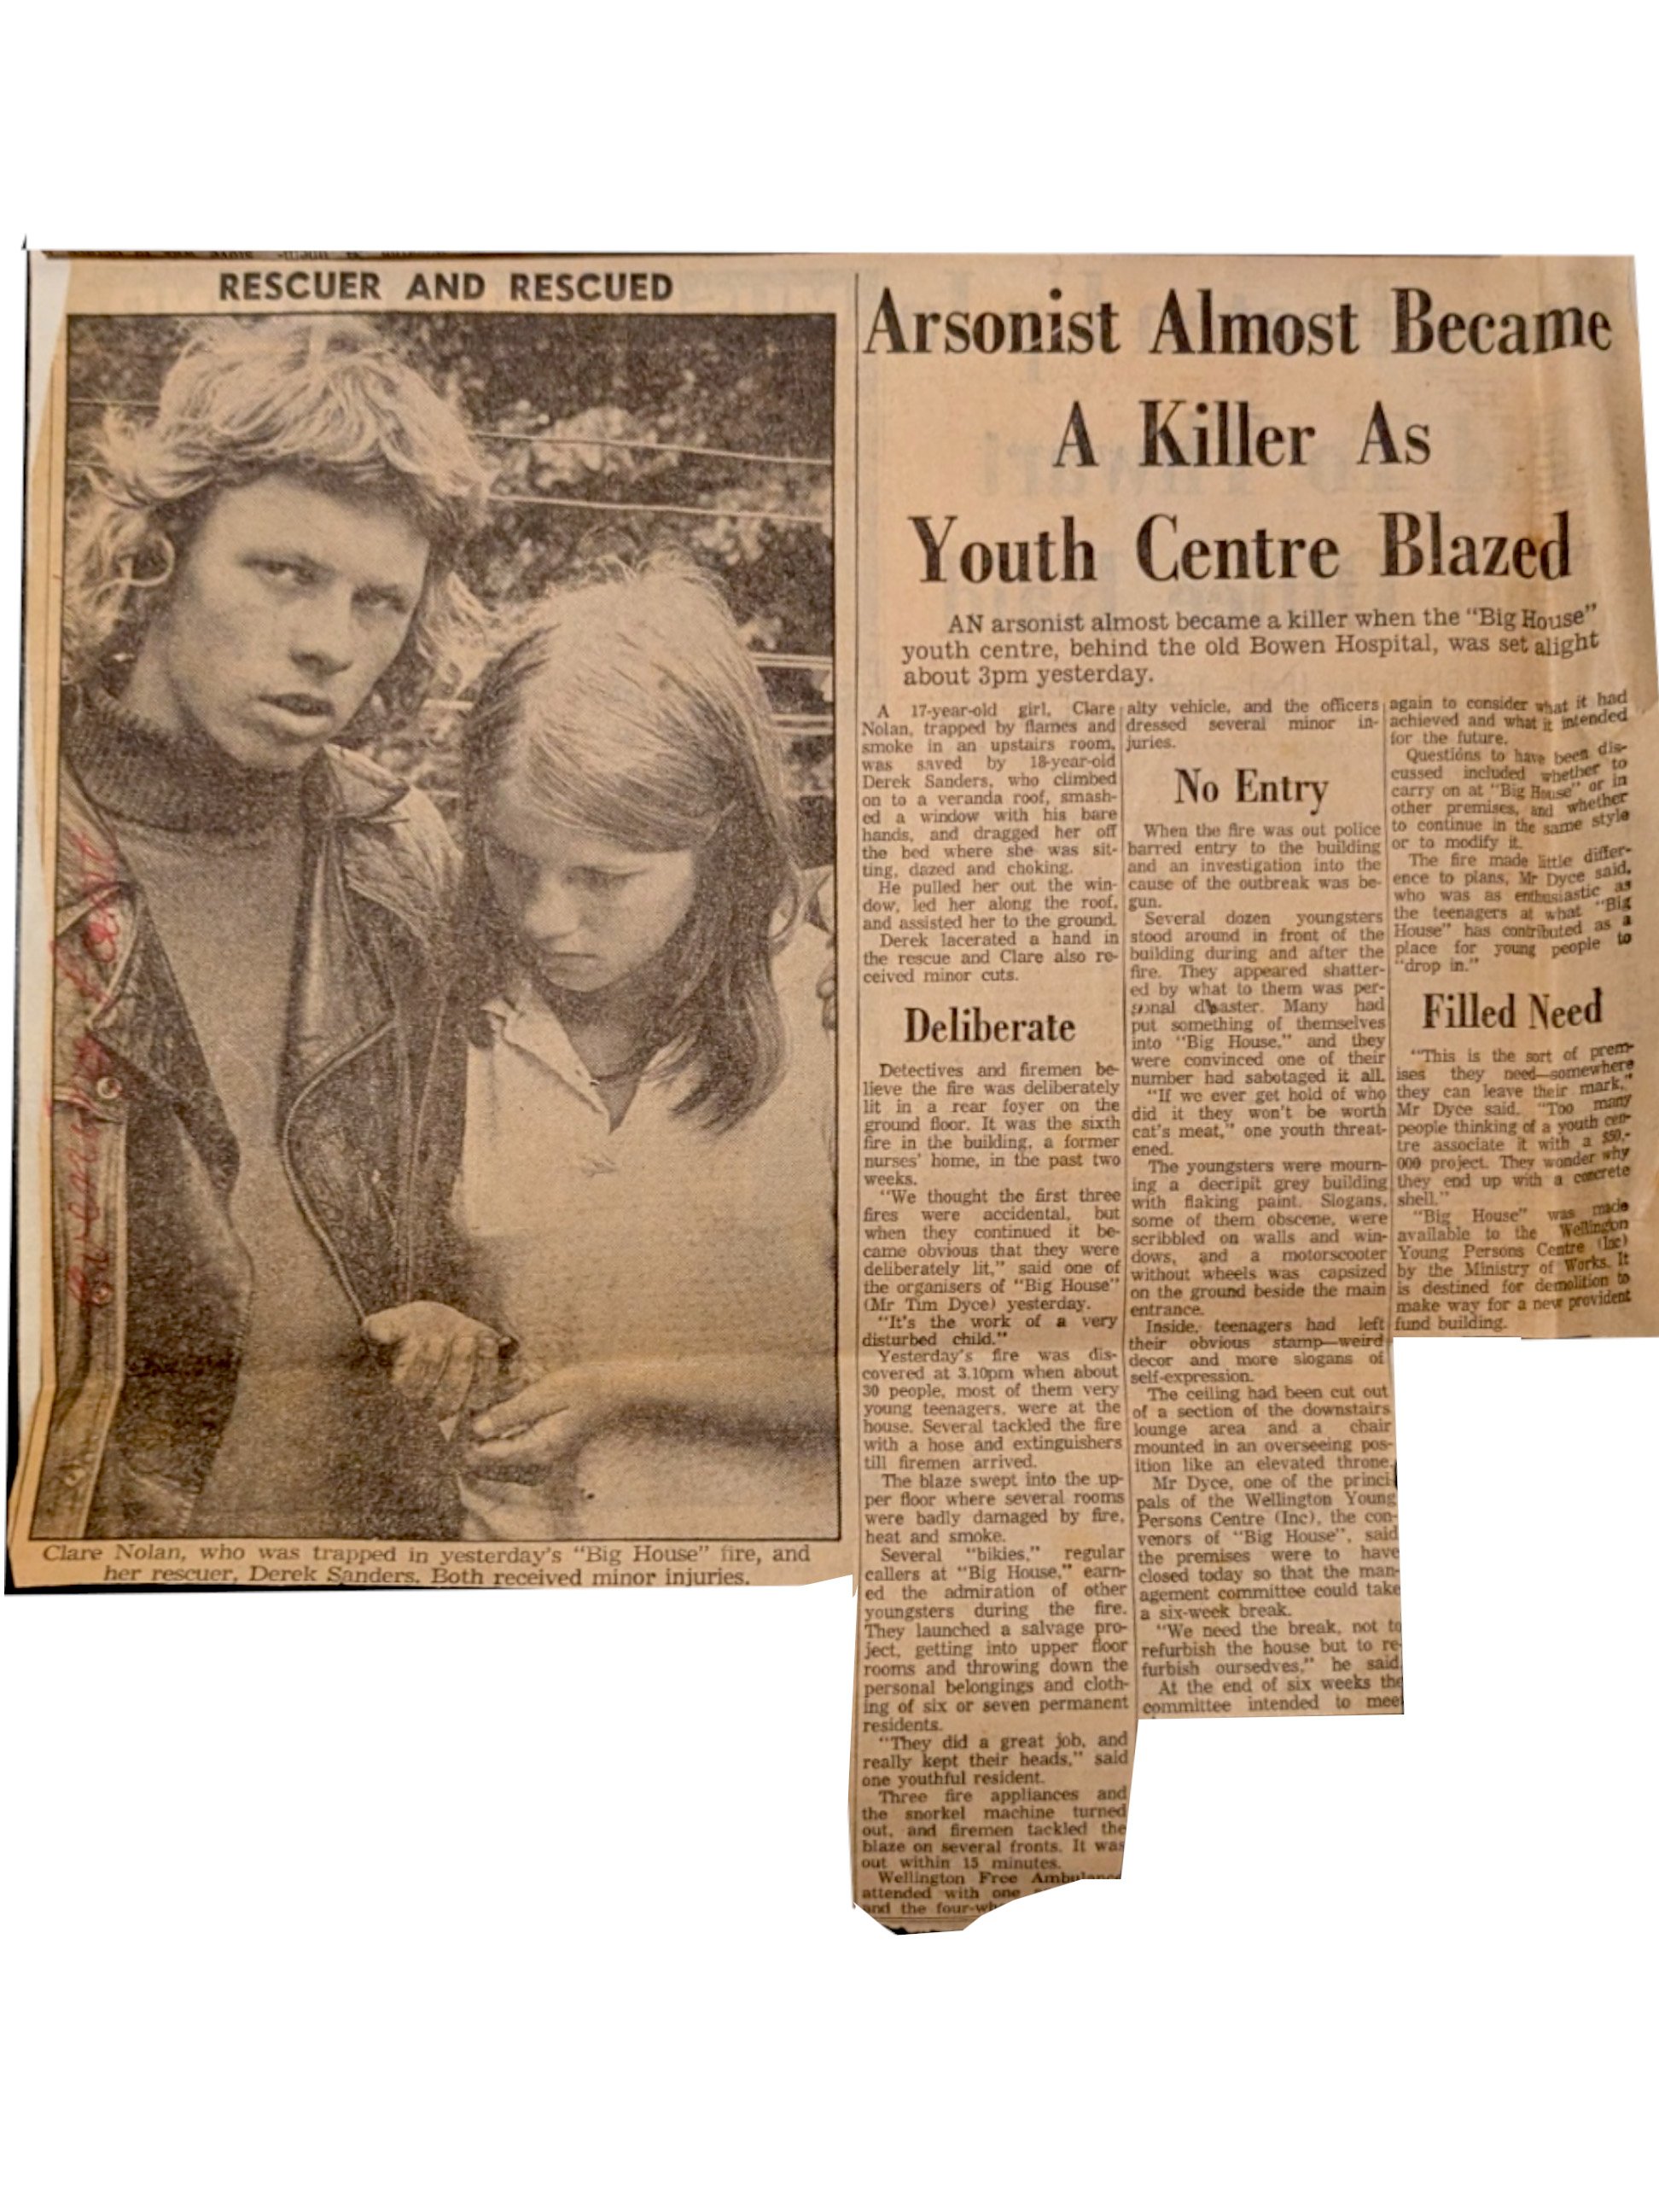 RESCUER AND RESCUED
Clare Nolan, who was trapped in yesterday's "Big House" fire, and
her rescuer, Derek Sanders. Both received minor injuries.
Arsonist Almost Became
A Killer As
Youth Centre Blazed
AN arsonist almost became a killer when the "Big House"
youth centre, behind the old Bowen Hospital, was set alight
about 3pm yesterday.
A 17-year-old girl, Clare
Nolan, trapped by flames and
smoke in an upstairs room,
was saved by 18-year-old
Derek Sanders, who climbed
on to a veranda roof, smash-
ed a window with his bare
hands, and dragged her off
the bed where she was sit-
ting, dazed and choking.
He pulled her out the win-
dow, led her along the roof,
and assisted her to the ground.
Derek lacerated a hand in
the rescue and Clare also re-
ceived minor cuts.
Deliberate
Detectives and firemen be-
lieve the fire was deliberately
lit in a rear foyer on the
ground floor. It was the sixth
fire in the building, a former
nurses' home, in the past two
weeks.
"We thought the first three
fires were accidental, but
when they continued it be-
came obvious that they were
deliberately lit," said one of
the organisers of "Big House"
(Mr Tim Dyce) yesterday.
"It's the work of a very
disturbed child."
Yesterday's fire was dis-
covered at 3.10pm when about
30 people, most of them very
young teenagers, were at the
house. Several tackled the fire
with a hose and extinguishers
till firemen arrived.
The blaze swept into the up-
per floor where several rooms
were badly damaged by fire,
heat and smoke.
Several "bikies," regular
callers at "Big House," earn-
ed the admiration of other
youngsters during the fire.
They launched a salvage pro-
ject, getting into upper floor
rooms and throwing down the
personal belongings and cloth-
ing of six or seven permanent
residents.
"They did a great job, and
really kept their heads," said
one youthful resident.
Three fire appliances and
the snorkel machine turned
out, and firemen tackled the
blaze on several fronts. It was
out within 15 minutes.
Wellington Free Ambulance
attended with one
and the four-wh
alty vehicle, and the officers
dressed several minor in-
juries.
No Entry
When the fire was out police
barred entry to the building
and an investigation into the
cause of the outbreak was be-
gun.
Several dozen youngsters
stood around in front of the
building during and after the
fire. They appeared shatter-
ed by what to them was per-
sonal disaster. Many had
put something of themselves
into "Big House," and they
were convinced one of their
number had sabotaged it all.
"If we ever get hold of who
did it they won't be worth
cat's meat," one youth threat-
ened.
The youngsters were mourn-
ing a decripit grey building
with flaking paint. Slogans,
some of them obscene, were
scribbled on walls and win-
dows, and a motorscooter
without wheels was capsized
on the ground beside the main
entrance.
Inside, teenagers had left
their obvious stamp—weird
decor and more slogans of
self-expression.
The ceiling had been cut out
of a section of the downstairs
lounge area and a chair
mounted in an overseeing pos-
ition like an elevated throne.
Mr Dyce, one of the princi-
pals of the Wellington Young
Persons Centre (Inc), the con-
venors of "Big House", said
the premises were to have
closed today so that the man-
agement committee could take
a six-week break.
"We need the break, not to
refurbish the house but to re-
furbish oursedves," he said.
At the end of six weeks the
committee intended to meet
again to consider what it had
achieved and what it intended
for the future.
Questions to have been dis-
cussed included whether to
carry on at "Big House" or in
other premises, and whether
to continue in the same style
or to modify it.
The fire made little differ-
ence to plans, Mr Dyce said,
who was as enthusiastic as
the teenagers at what "Big
House" has contributed as a
place for young people to
"drop in."
Filled Need
"This is the sort of prem-
ises they need—somewhere
they can leave their mark,"
Mr Dyce said. "Too many
people thinking of a youth cen-
tre associate it with a $50,-
000 project. They wonder why
they end up with a concrete
shell."
"Big House" was made
available to the Wellington
Young Persons Centre (Inc)
by the Ministry of Works. It
is destined for demolition to
make way for a new provident
fund building.